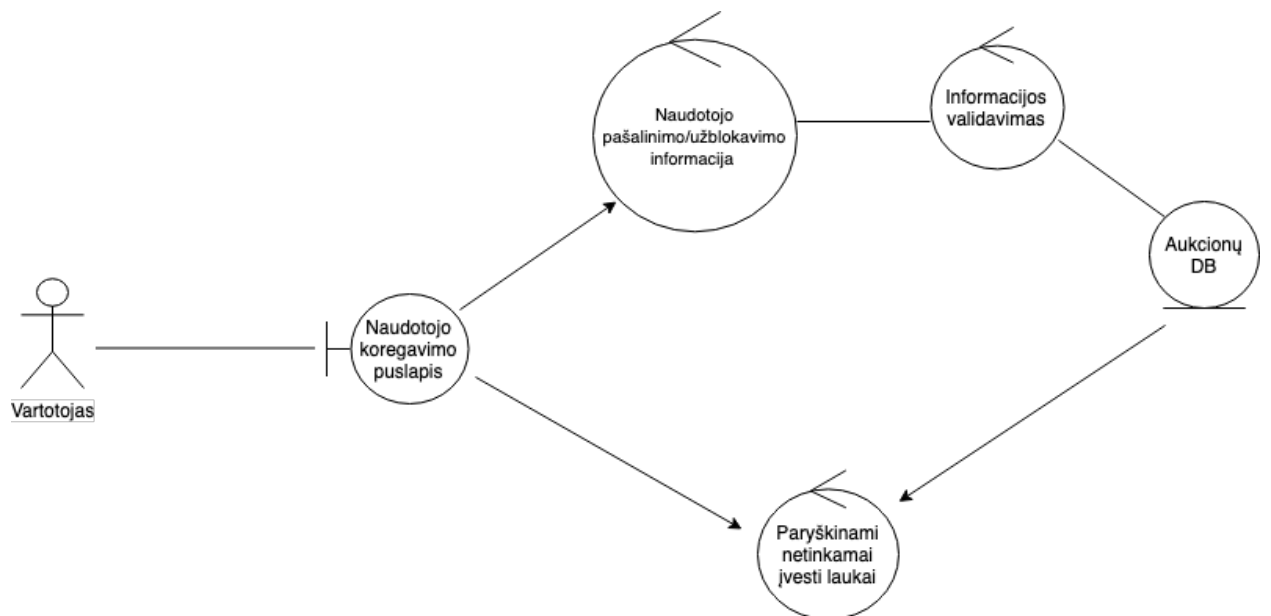 Naudotojo
pašalinimo/užblokavimo
informacija
Informacijos
validavimas
Aukcionų
DB
Naudotojo
koregavimo
puslapis
Vartotojas
Paryškinami
netinkamai
įvesti laukai